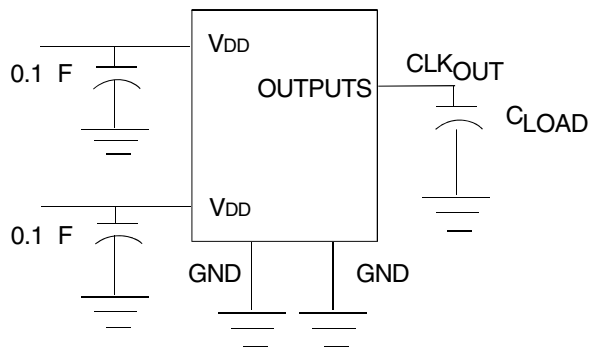 VDD
0.1 F
CLKOUT
OUTPUTS
CLOAD
VDD
0.1 F
GND GND